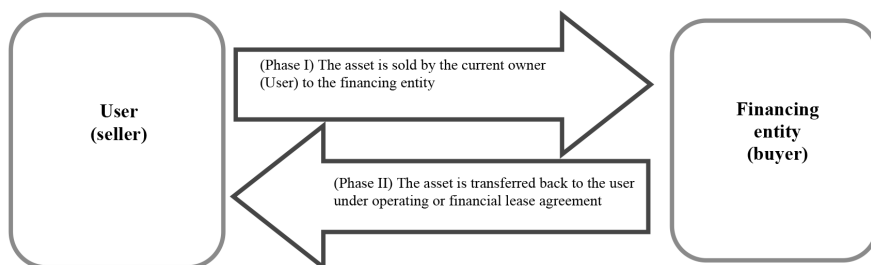 (Phase I) The asset is sold by the current owner
(User) to the financing entity
User
(seller)
Financing
entity
(buyer)
(Phase II) The asset is transferred back to the user
under operating or financial lease agreement